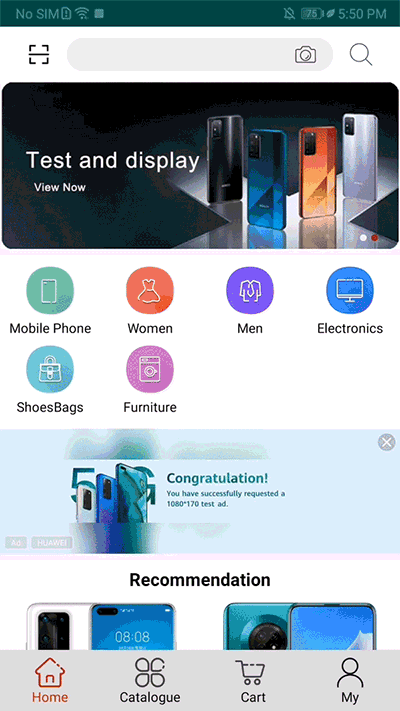 No SIM 75 5:50 PM
Test and display
View Now
Mobile Phone Women Men Electronics
ShoesBags Furniture
5G
Congratulation!
You have successfully requested a
1080*170 test ad.
Ad HUAWEI
Recommendation
08:08
Home Catalogue Cart My